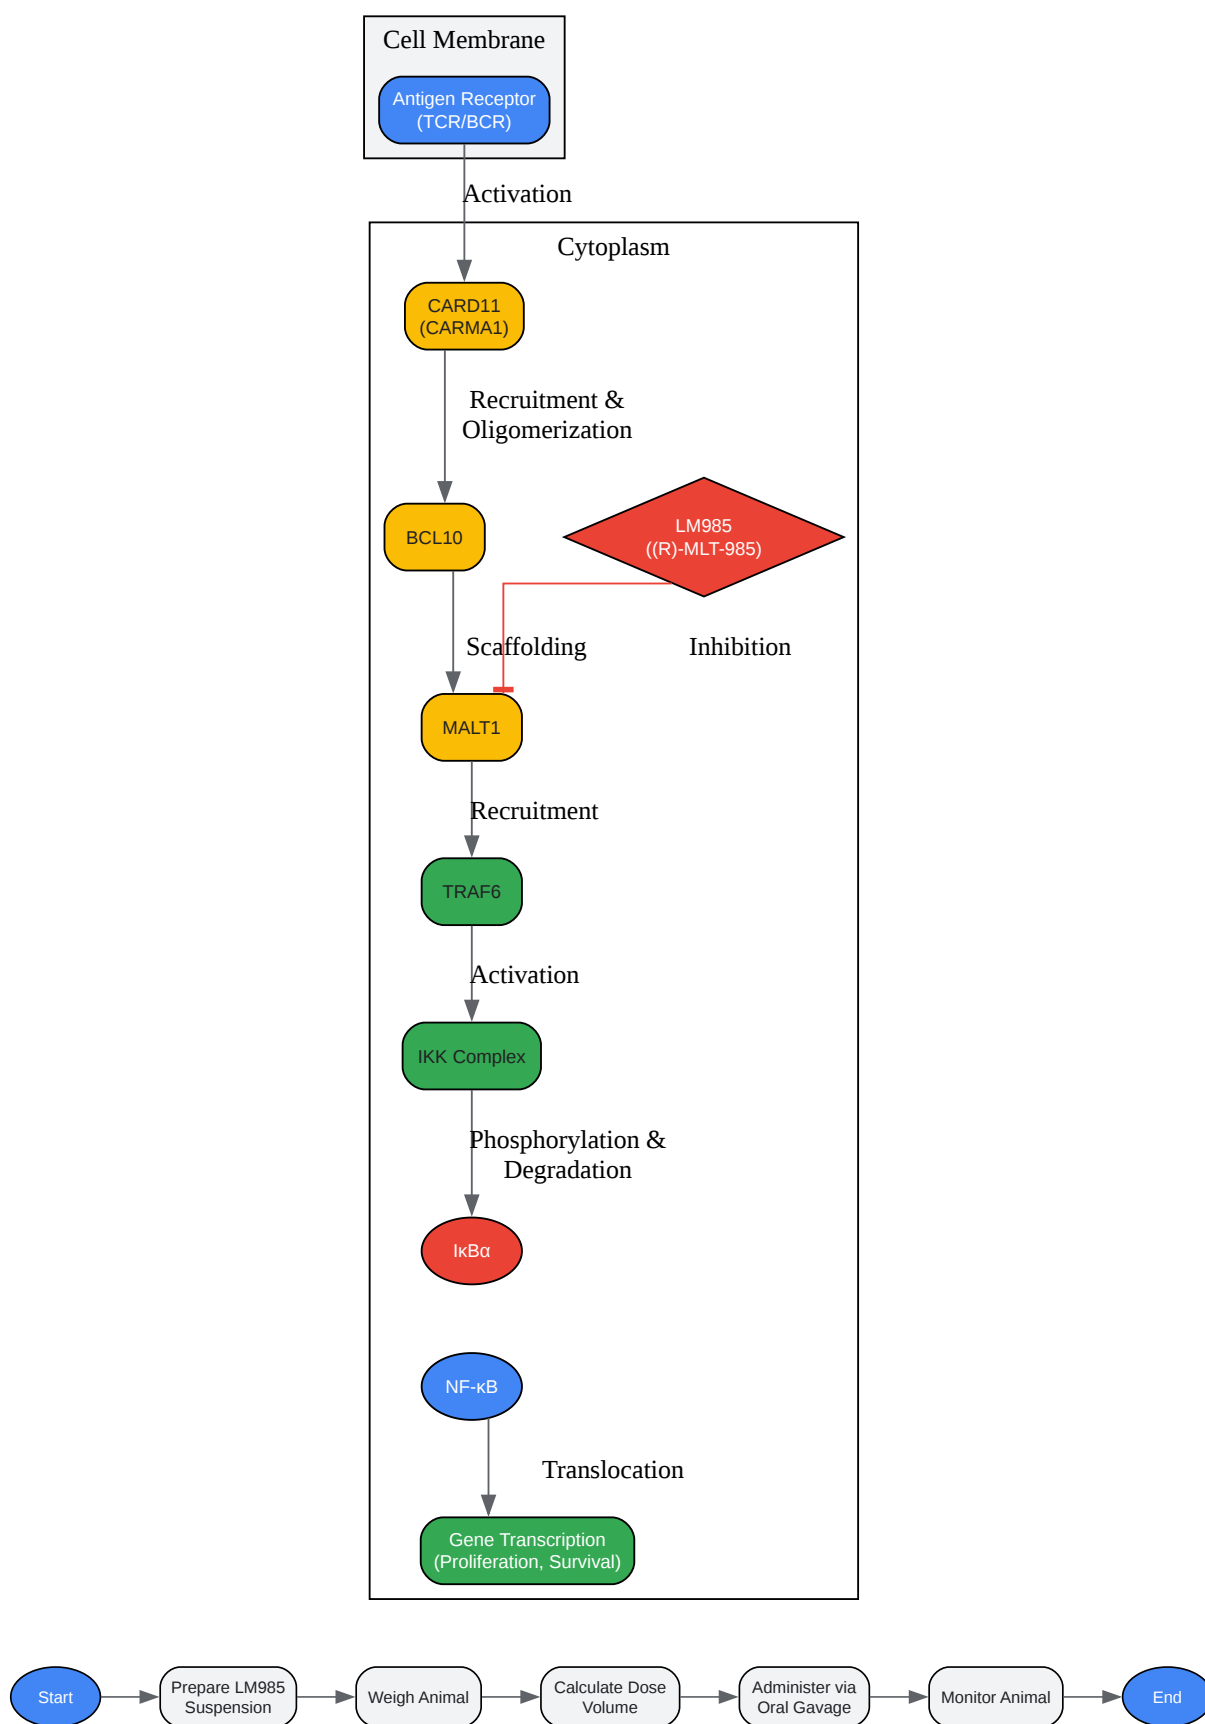 Cell Membrane
Antigen Receptor
(TCR/BCR)
Activation
Cytoplasm
CARD11
(CARMA1)
Recruitment &
Oligomerization
BCL10
LM985
((R)-MLT-985)
Scaffolding
Inhibition
MALT1
Recruitment
TRAF6
Activation
IKK Complex
Phosphorylation &
Degradation
IκBα
NF-κB
Translocation
Gene Transcription
(Proliferation, Survival)
Start
Prepare LM985
Suspension
Weigh Animal
Calculate Dose
Volume
Administer via
Oral Gavage
Monitor Animal
End